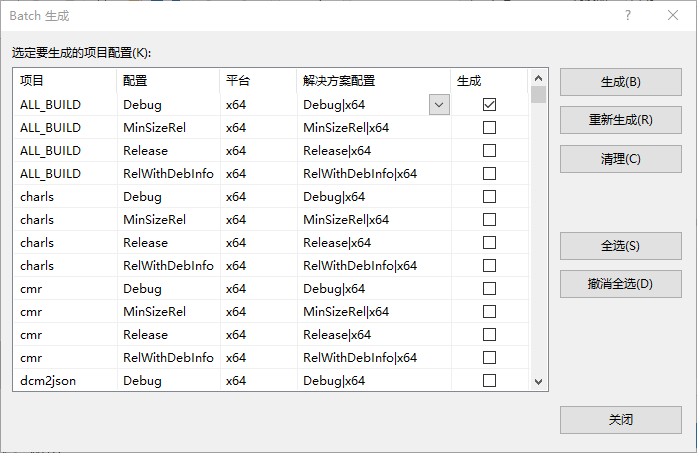 Batch 生成
选定要生成的项目配置(K):
项目 配置 平台 解决方案配置 生成
ALL_BUILD Debug x64 Debug|x64
ALL_BUILD MinSizeRel x64 MinSizeRel|x64
ALL_BUILD Release x64 Release|x64
ALL_BUILD RelWithDebInfo x64 RelWithDebInfo|x64
charls Debug x64 Debug|x64
charls MinSizeRel x64 MinSizeRel|x64
charls Release x64 Release|x64
charls RelWithDebInfo x64 RelWithDebInfo|x64
cmr Debug x64 Debug|x64
cmr MinSizeRel x64 MinSizeRel|x64
cmr Release x64 Release|x64
cmr RelWithDebInfo x64 RelWithDebInfo|x64
dcm2json Debug x64 Debug|x64
生成(B)
重新生成(R)
清理(C)
全选(S)
撤消全选(D)
关闭